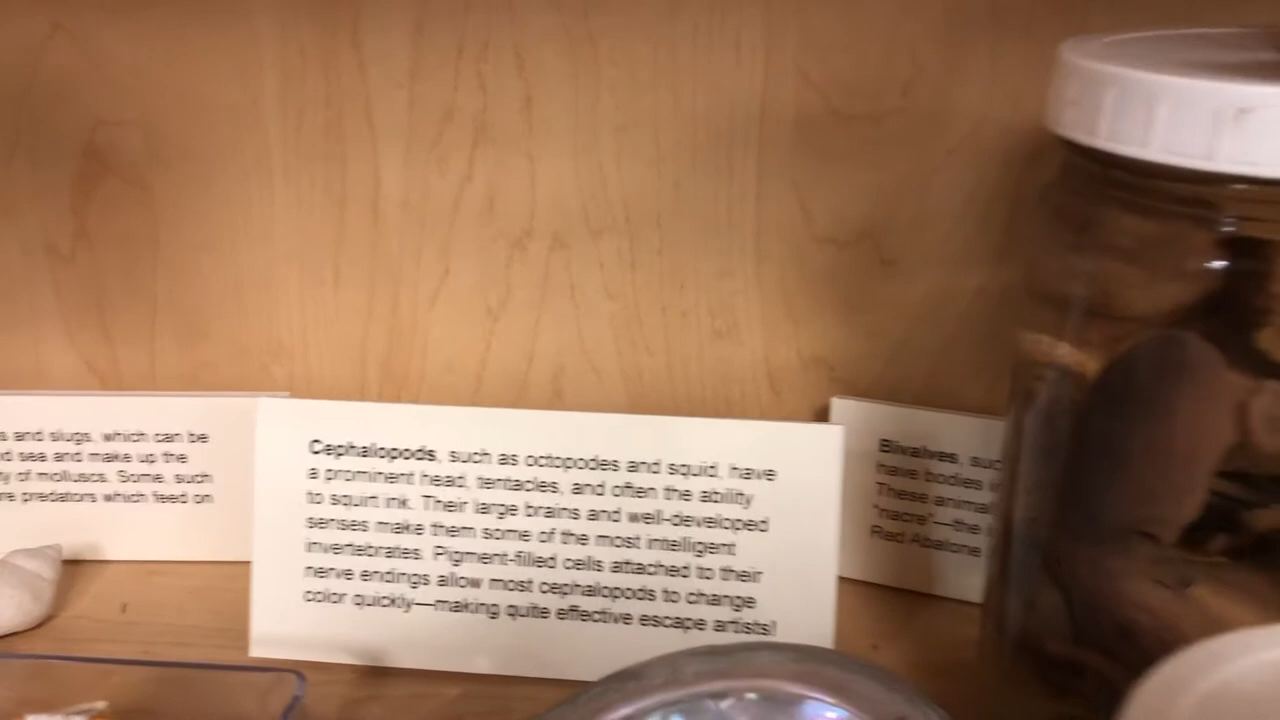 s and slugs, which can be
d sea and make up the
y of molluscs. Some, such
re predators which feed on
Cephalopods, such as octopodes and squid, have
a prominent head, tentacles, and often the ability
to squirt ink. Their large brains and well-developed
senses make them some of the most intelligent
invertebrates. Pigment-filled cells attached to their
nerve endings allow most cephalopods to change
color quickly—making quite effective escape artists!
Bivalves, suc
have bodies i
These animal
"nacre"—the
Red Abalone